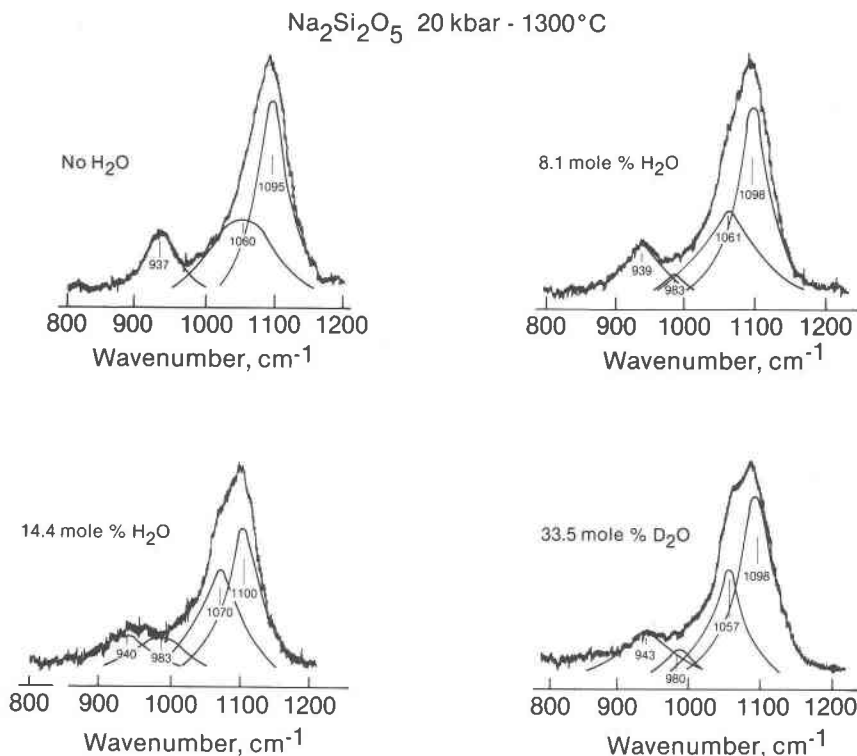 Na2Si2O5 20 kbar - 1300°C
No H2O
937
1060
1095
800 900 1000 1100 1200
Wavenumber, cm-1
8.1 mole % H2O
939
983
1061
1098
800 900 1000 1100 1200
Wavenumber, cm-1
14.4 mole % H2O
940
983
1070
1100
800 900 1000 1100 1200
Wavenumber, cm-1
33.5 mole % D2O
943
980
1057
1098
800 900 1000 1100 1200
Wavenumber, cm-1